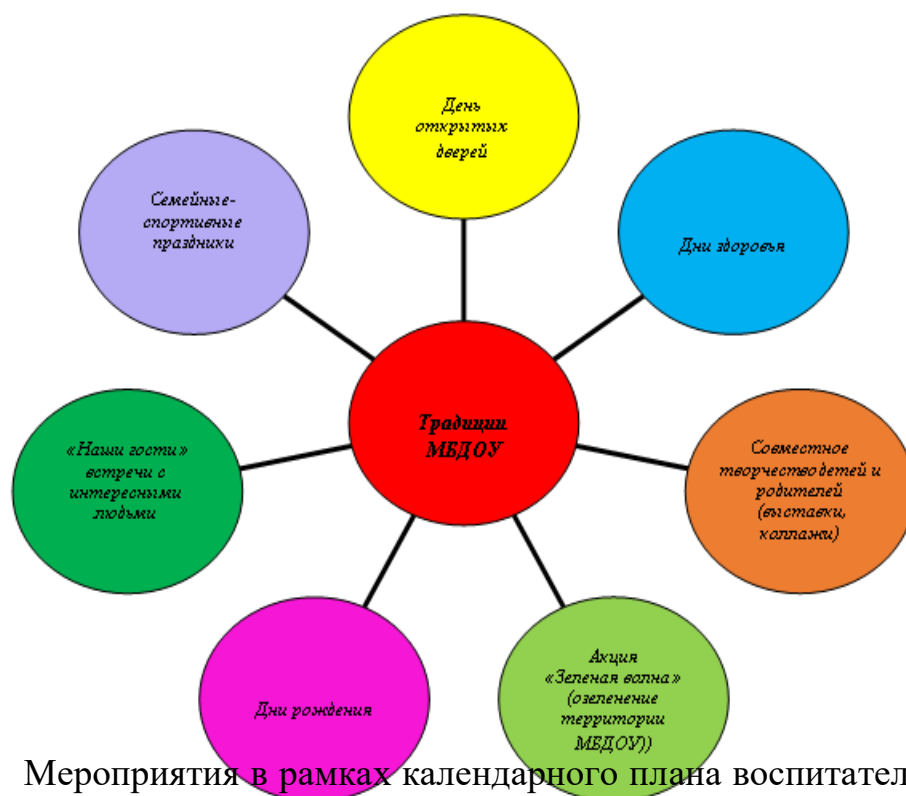 День
открытых
дверей
Семейные-
спортивные
праздники
Дни здоровья
«Наши гости»
встречи с
интересными
людьми
Традиции
МБДОУ
Совместное
творчество детей и
родителей
(выставки,
коллажи)
Дни рождения
Акция
«Зеленая волна»
(озеленение
территории
МБДОУ))
Мероприятия в рамках календарного плана воспитател